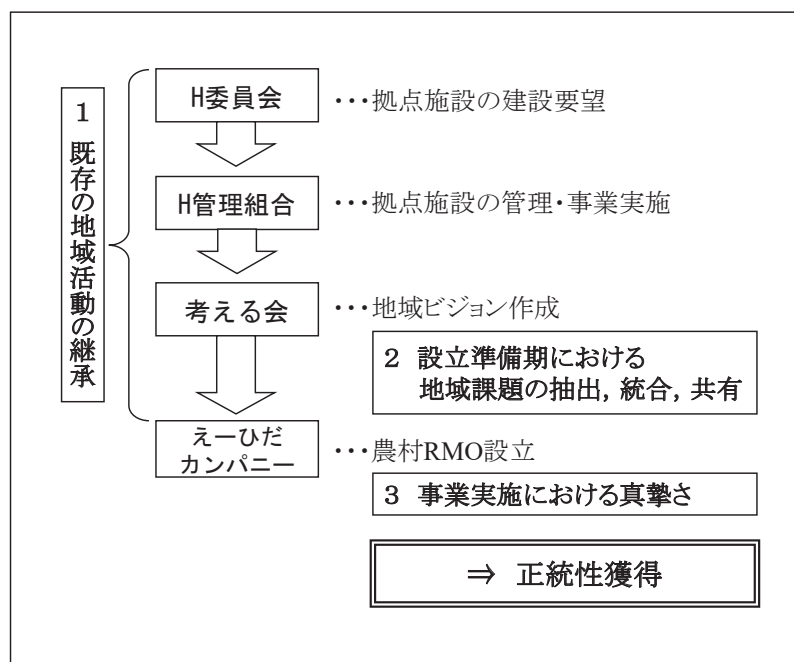 1 既存の地域活動の継承
H委員会
・・・拠点施設の建設要望
H管理組合
・・・拠点施設の管理・事業実施
考える会
・・・地域ビジョン作成
2 設立準備期における
地域課題の抽出，統合，共有
えーひだ
カンパニー
・・・農村RMO設立
3 事業実施における真摯さ
⇒ 正統性獲得